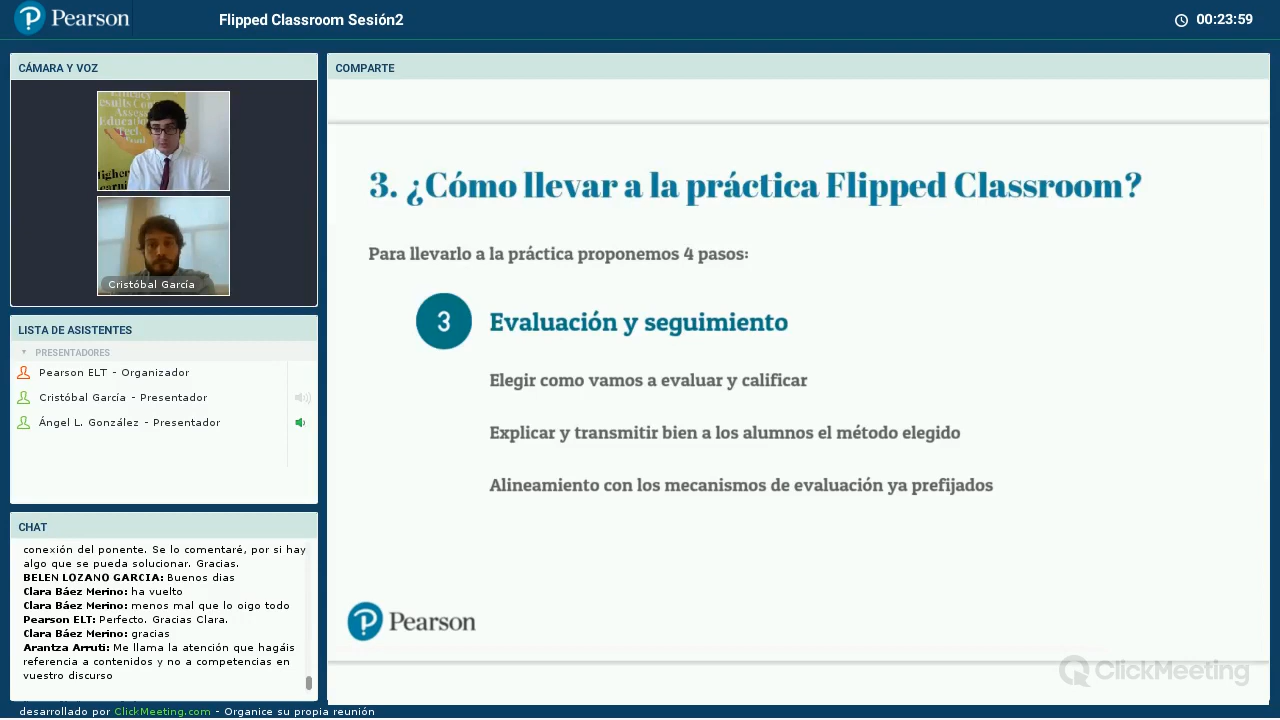 Pearson
Flipped Classroom Sesión2
00:23:59
CÁMARA Y VOZ
Cristóbal García
LISTA DE ASISTENTES
PRESENTADORES
Pearson ELT - Organizador
Cristóbal García - Presentador
Ángel L. González - Presentador
CHAT
conexión del ponente. Se lo comentaré, por si hay
algo que se pueda solucionar. Gracias.
BELEN LOZANO GARCIA: Buenos dias
Clara Báez Merino: ha vuelto
Clara Báez Merino: menos mal que lo oigo todo
Pearson ELT: Perfecto. Gracias Clara.
Clara Báez Merino: gracias
Arantza Arruti: Me llama la atención que hagáis
referencia a contenidos y no a competencias en
vuestro discurso
desarrollado por ClickMeeting.com - Organice su propia reunión
COMPARTE
3. ¿Cómo llevar a la práctica Flipped Classroom?
Para llevarlo a la práctica proponemos 4 pasos:
3 Evaluación y seguimiento
Elegir como vamos a evaluar y calificar
Explicar y transmitir bien a los alumnos el método elegido
Alineamiento con los mecanismos de evaluación ya prefijados
Pearson
ClickMeeting